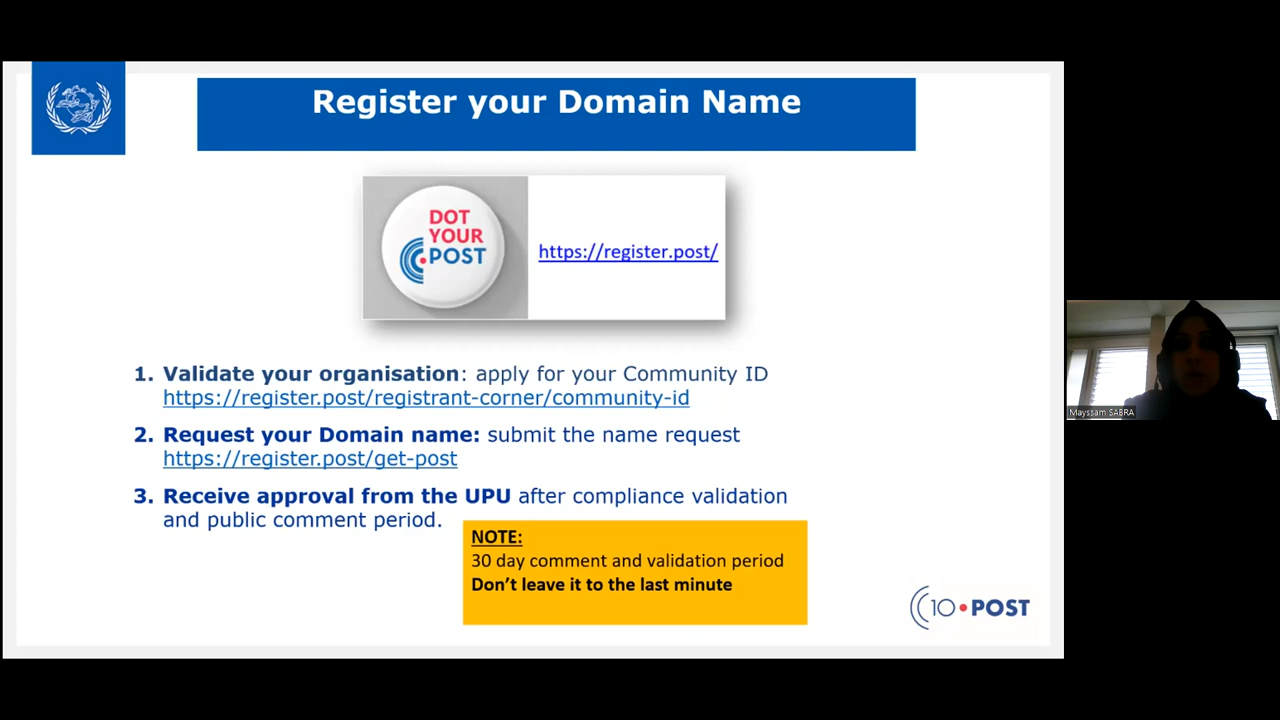 Register your Domain Name
DOT
YOUR
.POST
https://register.post/
1. Validate your organisation: apply for your Community ID
https://register.post/registrant-corner/community-id
2. Request your Domain name: submit the name request
https://register.post/get-post
3. Receive approval from the UPU after compliance validation
and public comment period.
NOTE:
30 day comment and validation period
Don't leave it to the last minute
10.POST
Mayssam SABRA